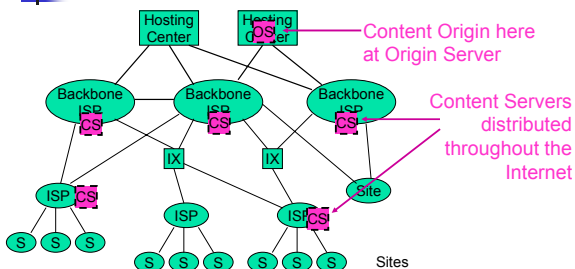 Hosting
Center
Hosting
Center
OS
Content Origin here
at Origin Server
Backbone
ISP
CS
Backbone
ISP
CS
Backbone
ISP
CS
Content Servers
distributed
throughout the
Internet
IX
IX
Site
ISP
CS
ISP
ISP
CS
S
S
S
S
S
S
S
S
Sites